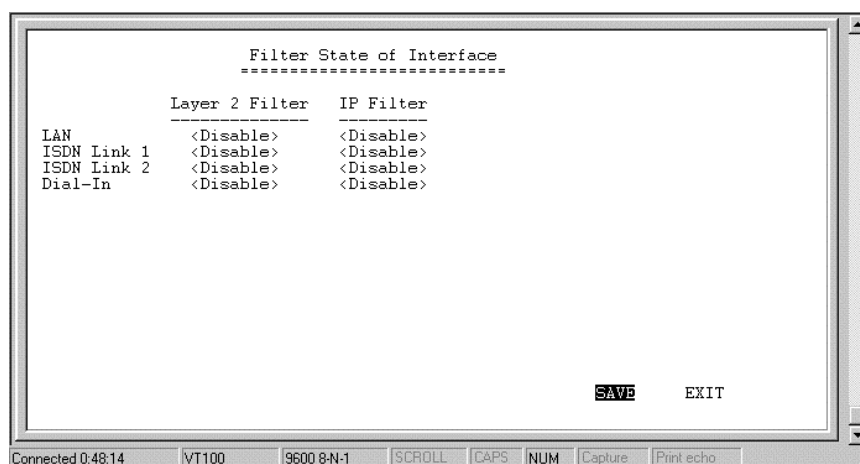 Filter State of Interface
===========================
Layer 2 Filter IP Filter
-------------- ---------
LAN <Disable> <Disable>
ISDN Link 1 <Disable> <Disable>
ISDN Link 2 <Disable> <Disable>
Dial-In <Disable> <Disable>
SAVE EXIT
Connected 0:48:14 VT100 9600 8-N-1 SCROLL CAPS NUM Capture Print echo